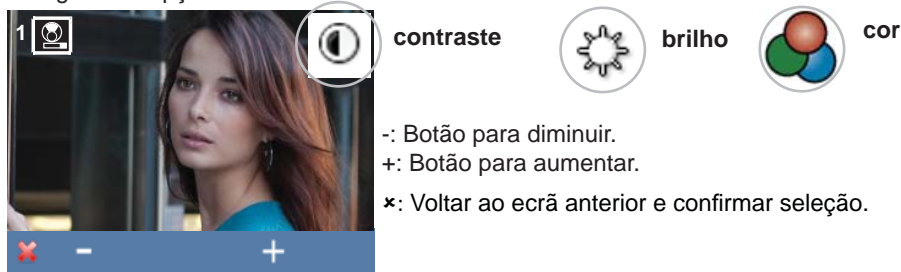 1
contraste
brilho
cor
-: Botão para diminuir.
+: Botão para aumentar.
×: Voltar ao ecrã anterior e confirmar seleção.
× - +